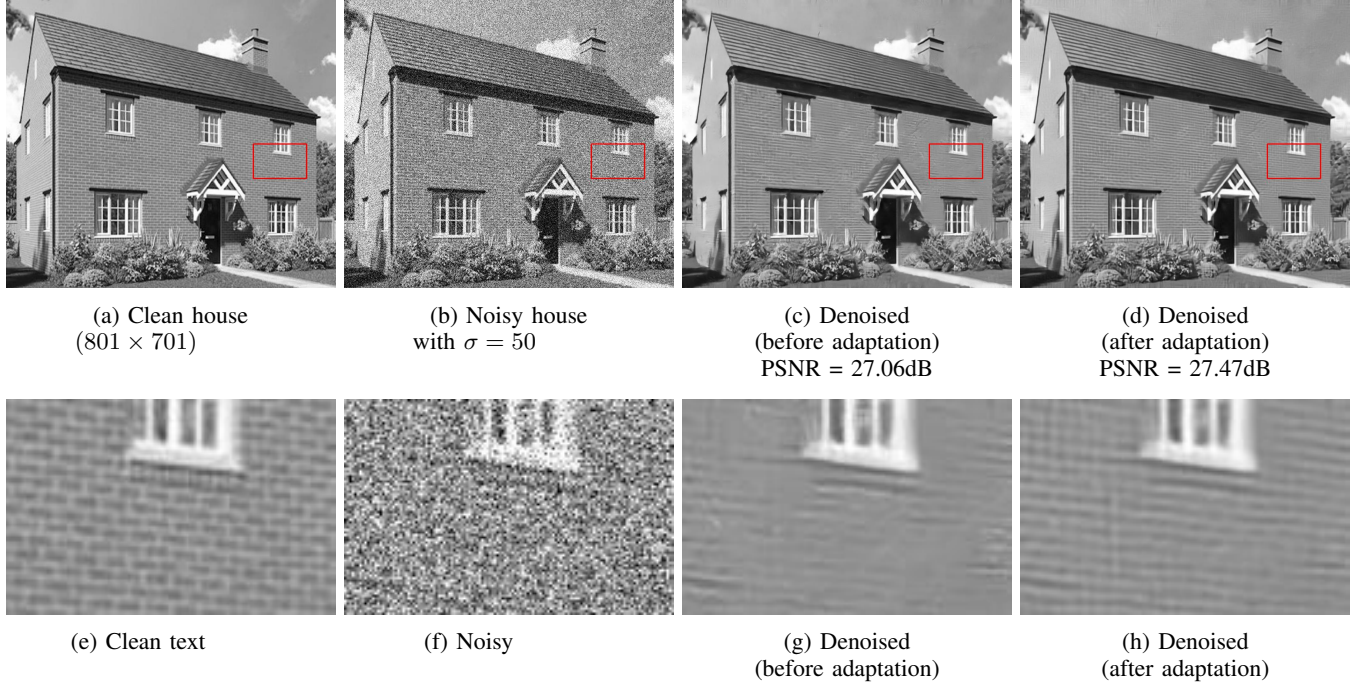 (a) Clean house
(801 × 701)
(b) Noisy house
with σ = 50
(c) Denoised
(before adaptation)
PSNR = 27.06dB
(d) Denoised
(after adaptation)
PSNR = 27.47dB
(e) Clean text
(f) Noisy
(g) Denoised
(before adaptation)
(h) Denoised
(after adaptation)